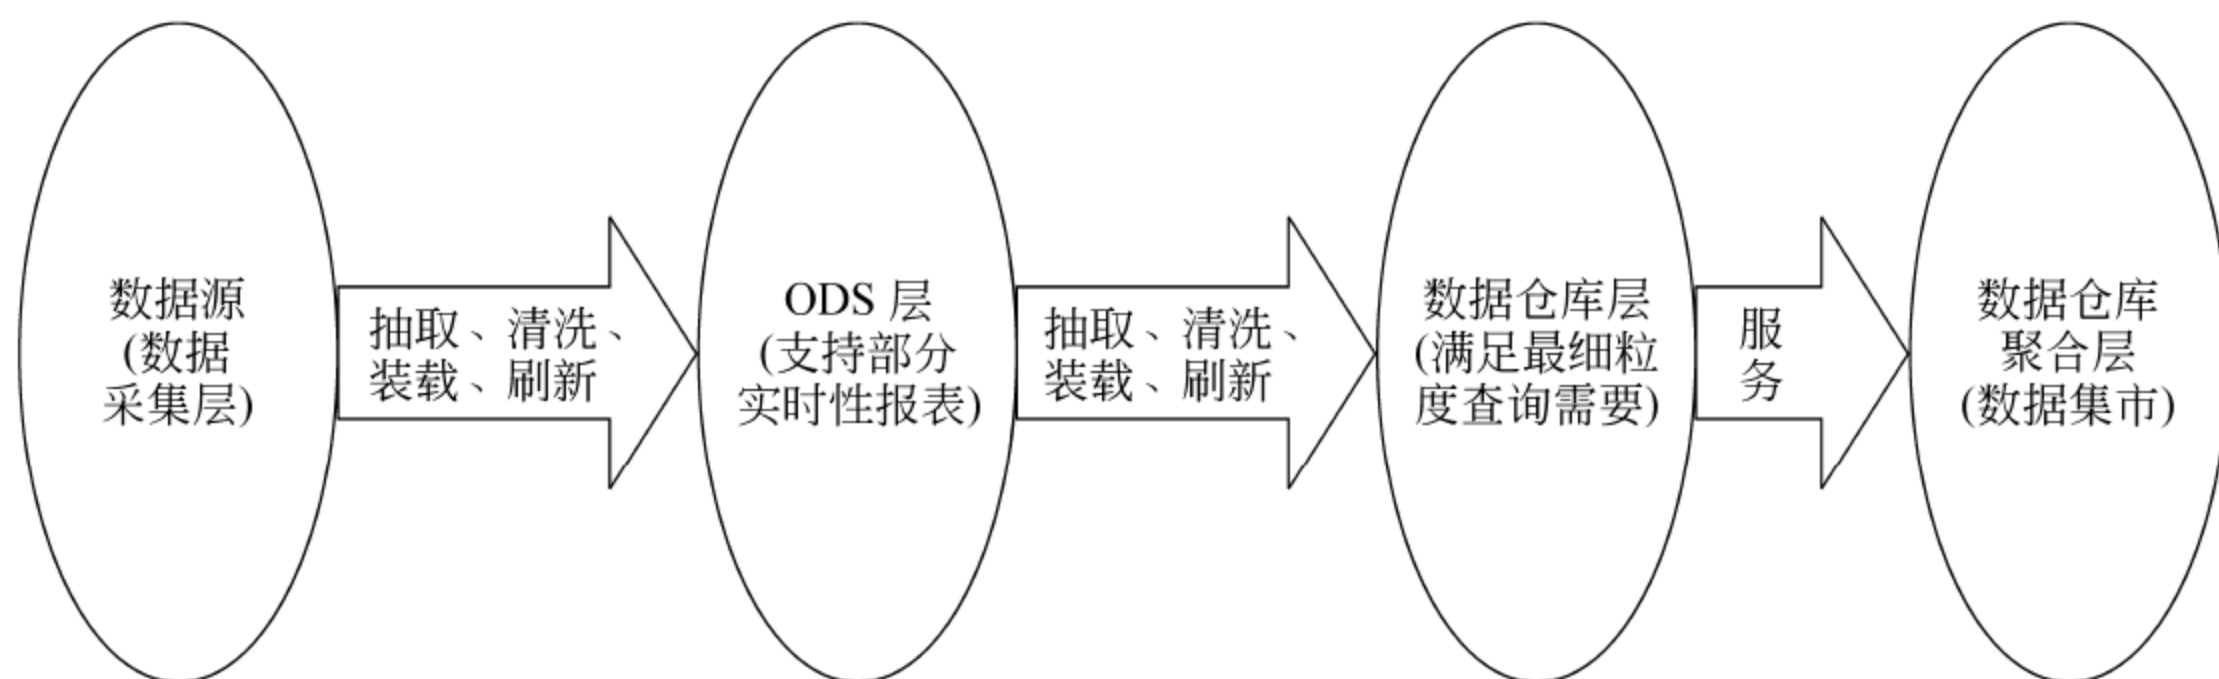 数据源
(数据
采集层)
抽取、清洗、
装载、刷新
ODS 层
(支持部分
实时性报表)
抽取、清洗、
装载、刷新
数据仓库层
(满足最细粒
度查询需要)
服
务
数据仓库
聚合层
(数据集市)